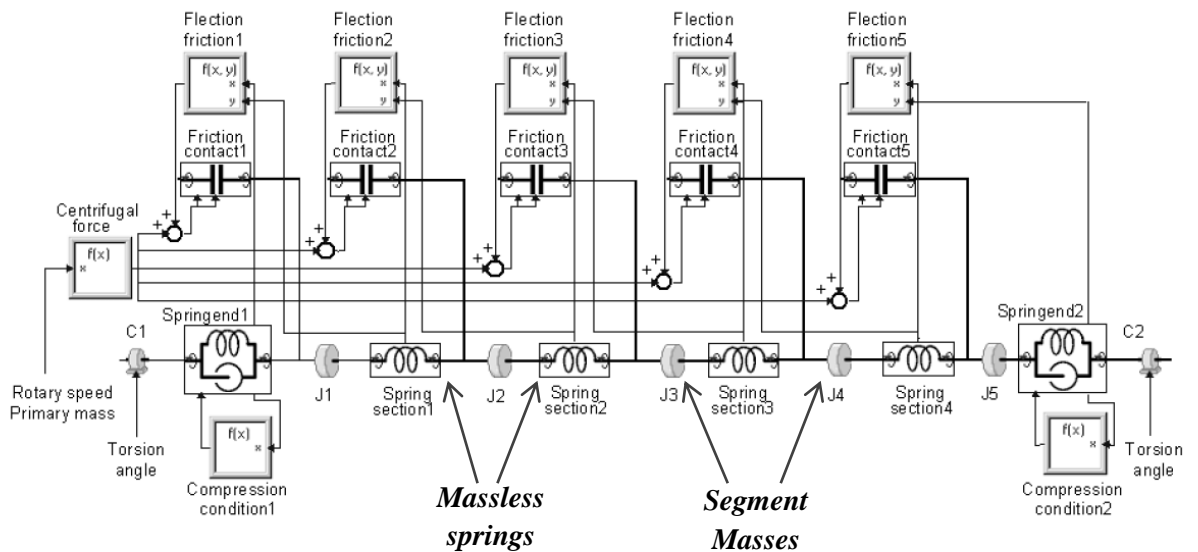 Flection
friction1
Flection
friction2
Flection
friction3
Flection
friction4
Flection
friction5
f(x, y)
x
y
f(x, y)
x
y
f(x, y)
x
y
f(x, y)
x
y
f(x, y)
x
y
Friction
contact1
Friction
contact2
Friction
contact3
Friction
contact4
Friction
contact5
Centrifugal
force
f(x)
x
+ +
+ +
+ +
+ +
+ +
C1
Springend1
Springend2
C2
J1
Spring
section1
J2
Spring
section2
J3
Spring
section3
J4
Spring
section4
J5
Rotary speed
Primary mass
Torsion
angle
f(x)
x
Compression
condition1
Massless
springs
Segment
Masses
f(x)
x
Compression
condition2
Torsion
angle